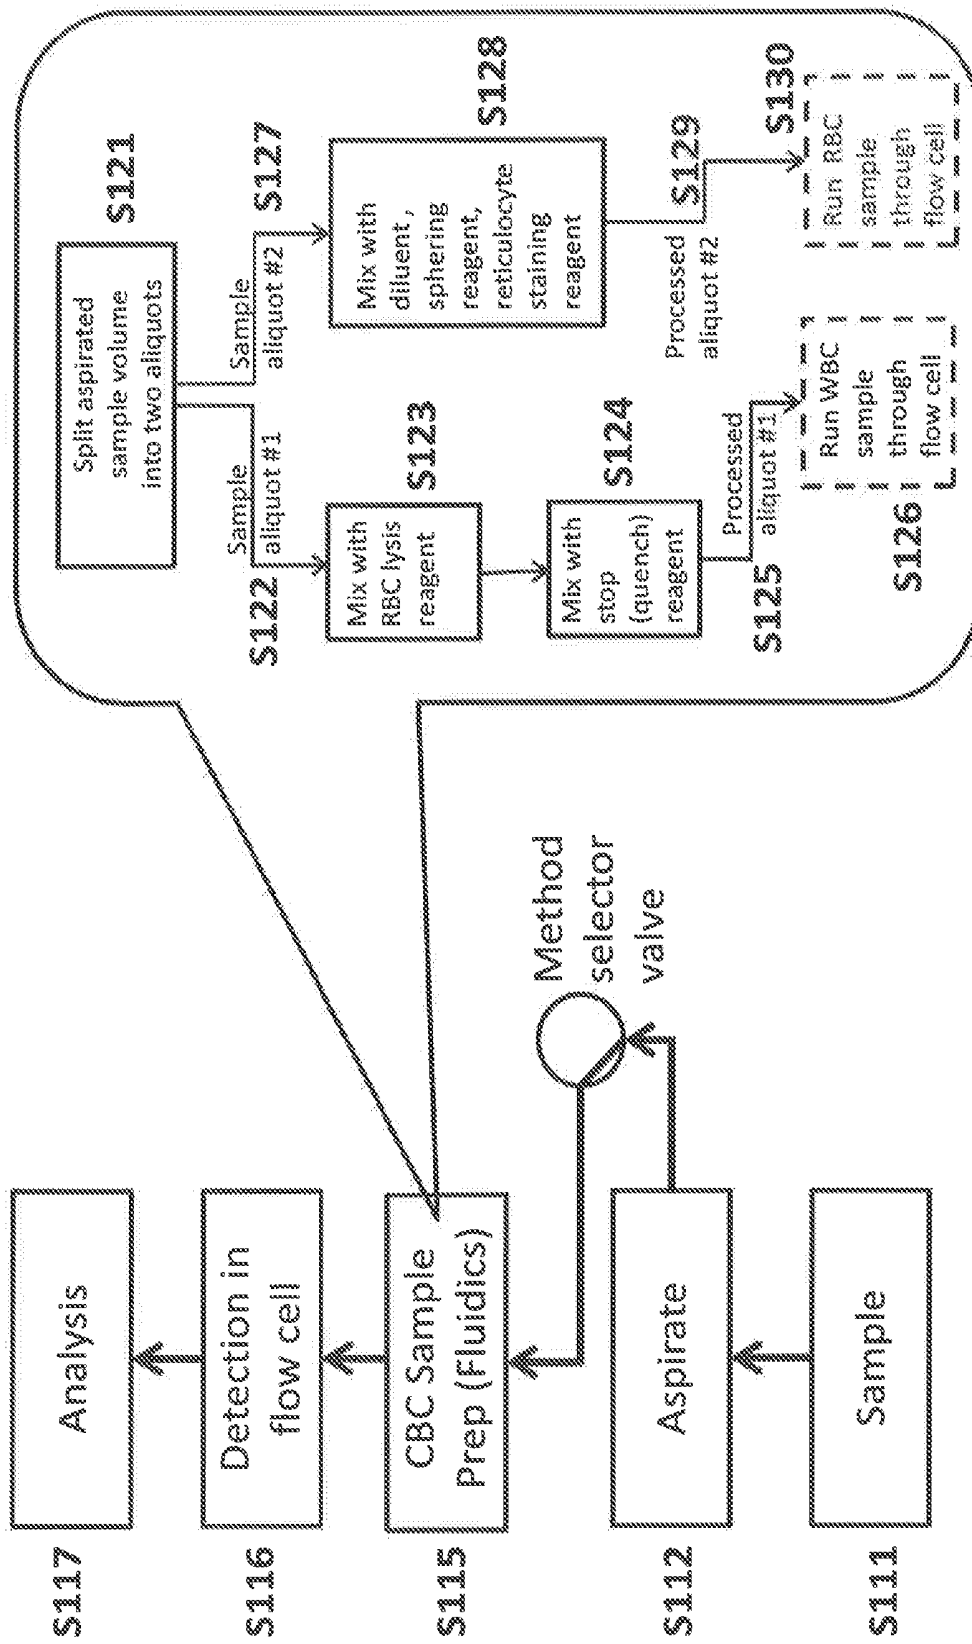 S117
Analysis
S116
Detection in
flow cell
S115
CBC Sample
Prep (Fluidics)
Method
selector
valve
S112
Aspirate
S111
Sample
Split aspirated
sample volume
into two aliquots
S121
S122
Sample
aliquot #1
Sample
aliquot #2
S127
Mix with
RBC lysis
reagent
S123
Mix with
diluent,
sphering
reagent,
reticulocyte
staining
reagent
S128
Mix with
stop
(quench)
reagent
S124
S125
Processed
aliquot #1
Processed
aliquot #2
S129
S126
Run WBC
sample
through
flow cell
Run RBC
sample
through
flow cell
S130